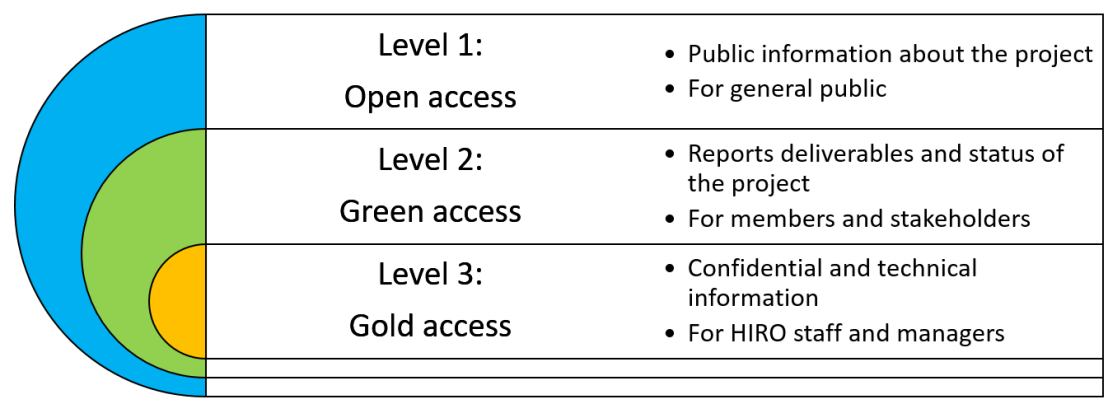 Level 1:
Open access
• Public information about the project
• For general public
Level 2:
Green access
• Reports deliverables and status of
the project
• For members and stakeholders
Level 3:
Gold access
• Confidential and technical
information
• For HIRO staff and managers